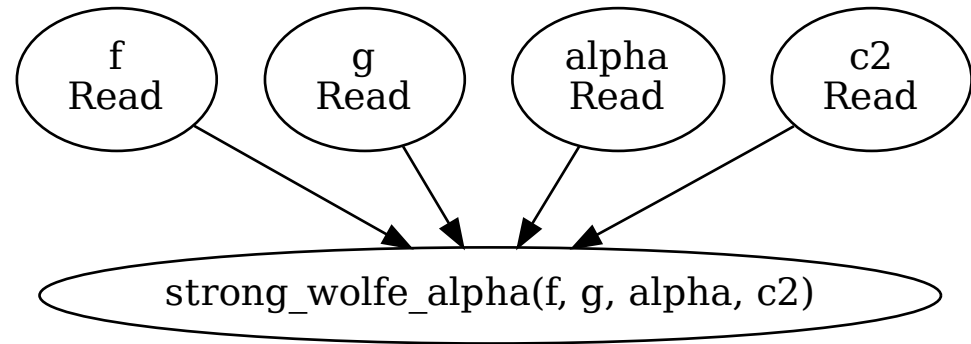 f
Read
g
Read
alpha
Read
c2
Read
strong_wolfe_alpha(f, g, alpha, c2)